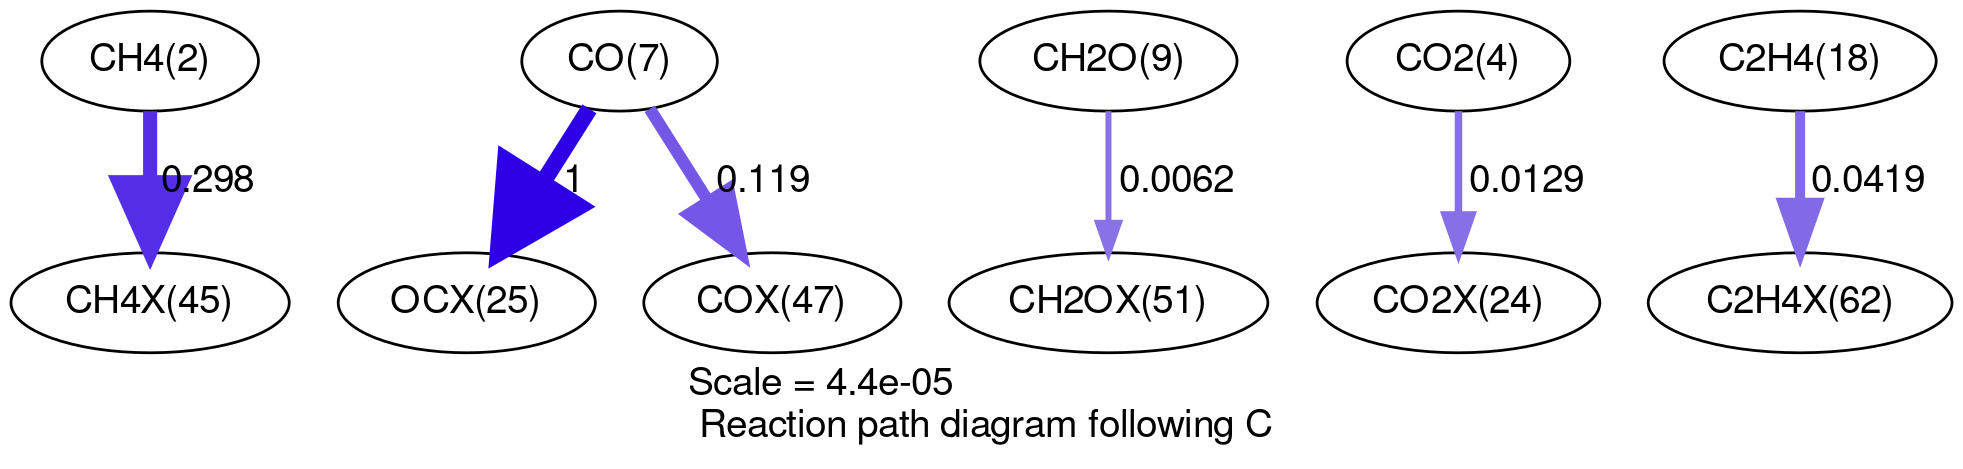 CH4(2)
CO(7)
CH2O(9)
CO2(4)
C2H4(18)
0.298
1
0.119
0.0062
0.0129
0.0419
CH4X(45)
OCX(25)
COX(47)
CH2OX(51)
CO2X(24)
C2H4X(62)
Scale = 4.4e-05
Reaction path diagram following C